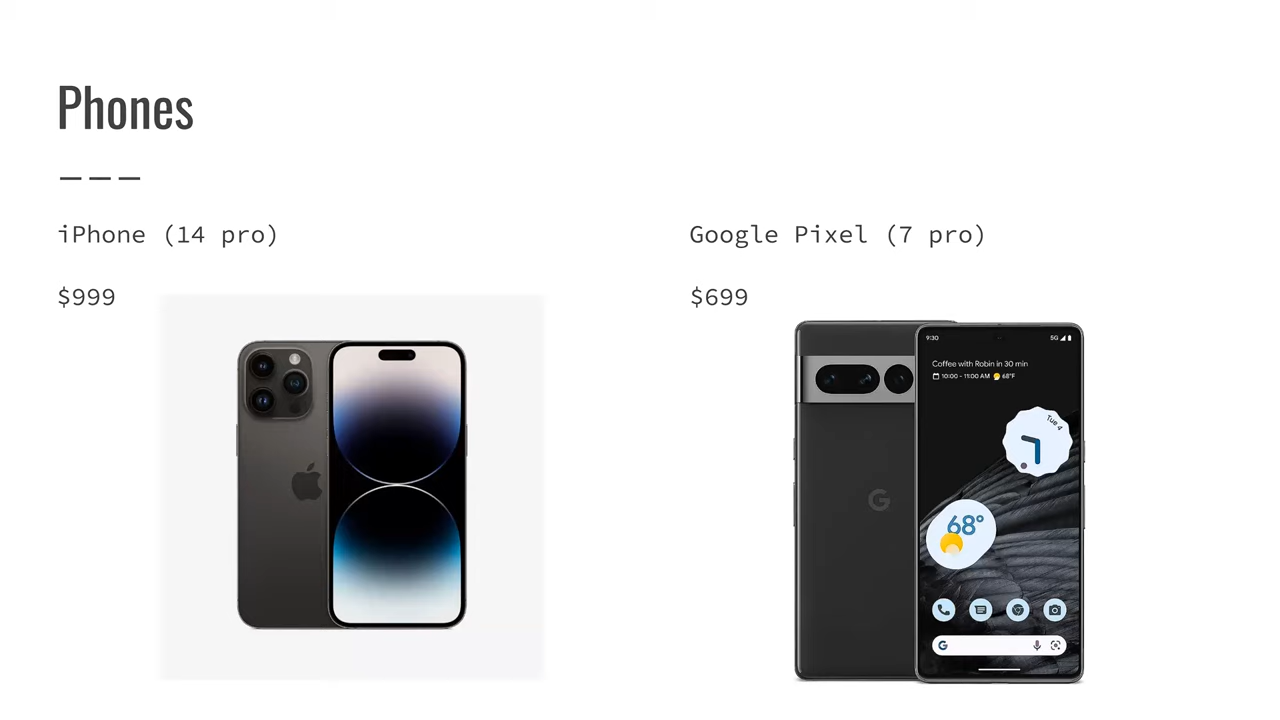 Phones
iPhone (14 pro)
$999
Google Pixel (7 pro)
$699
9:30
5G
Coffee with Robin in 30 min
10:00 - 11:00 AM 68°F
Tue 4
68°
G
G